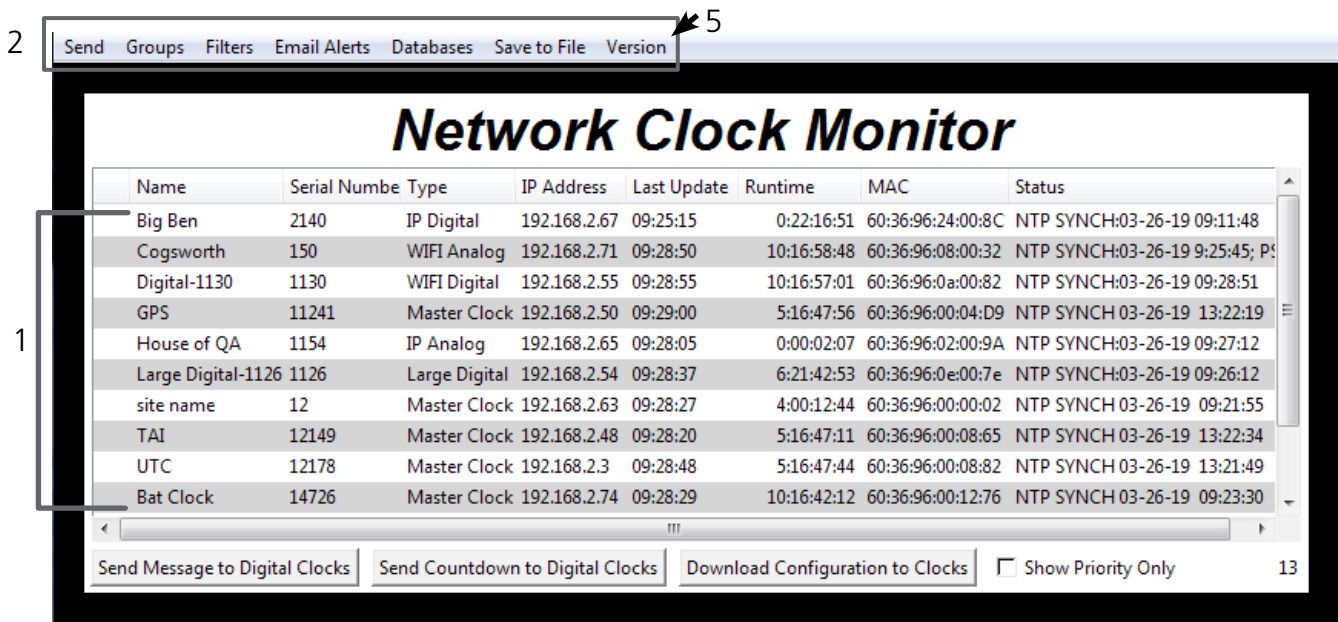 5
2
Send Groups Filters Email Alerts Databases Save to File Version
Network Clock Monitor
Name Serial Numbe Type IP Address Last Update Runtime MAC Status
Big Ben 2140 IP Digital 192.168.2.67 09:25:15 0:22:16:51 60:36:96:24:00:8C NTP SYNCH:03-26-19 09:11:48
Cogsworth 150 WIFI Analog 192.168.2.71 09:28:50 10:16:58:48 60:36:96:08:00:32 NTP SYNCH:03-26-19 9:25:45; PS
Digital-1130 1130 WIFI Digital 192.168.2.55 09:28:55 10:16:57:01 60:36:96:0a:00:82 NTP SYNCH:03-26-19 09:28:51
GPS 11241 Master Clock 192.168.2.50 09:29:00 5:16:47:56 60:36:96:00:04:D9 NTP SYNCH 03-26-19 13:22:19
House of QA 1154 IP Analog 192.168.2.65 09:28:05 0:00:02:07 60:36:96:02:00:9A NTP SYNCH:03-26-19 09:27:12
1
Large Digital-1126 1126 Large Digital 192.168.2.54 09:28:37 6:21:42:53 60:36:96:0e:00:7e NTP SYNCH:03-26-19 09:26:12
site name 12 Master Clock 192.168.2.63 09:28:27 4:00:12:44 60:36:96:00:00:02 NTP SYNCH 03-26-19 09:21:55
TAI 12149 Master Clock 192.168.2.48 09:28:20 5:16:47:11 60:36:96:00:08:65 NTP SYNCH 03-26-19 13:22:34
UTC 12178 Master Clock 192.168.2.3 09:28:48 5:16:47:44 60:36:96:00:08:82 NTP SYNCH 03-26-19 13:21:49
Bat Clock 14726 Master Clock 192.168.2.74 09:28:29 10:16:42:12 60:36:96:00:12:76 NTP SYNCH 03-26-19 09:23:30
Send Message to Digital Clocks Send Countdown to Digital Clocks Download Configuration to Clocks Show Priority Only 13